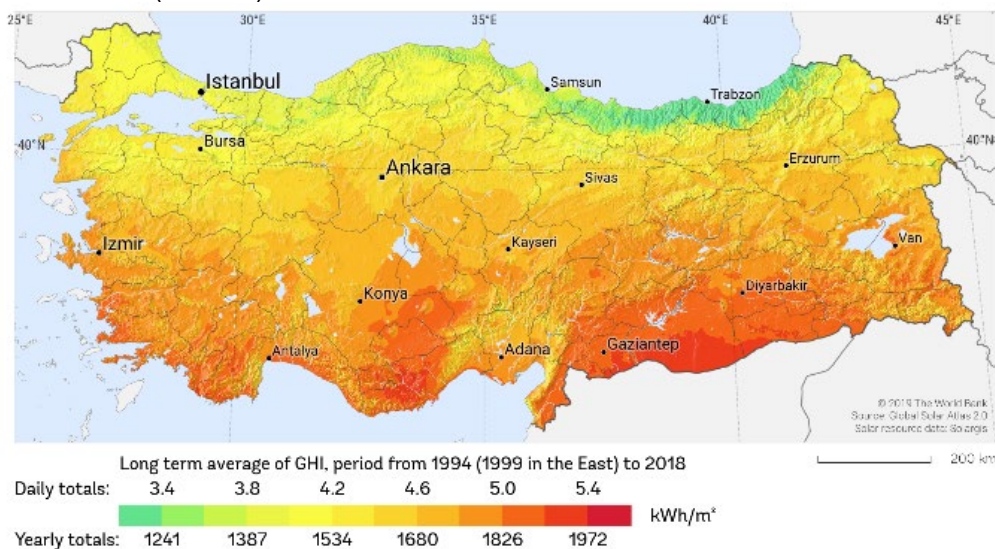 25°E 30°E 35°E 40°E 45°E
Istanbul
Samsun
Trabzon
Bursa
40°N
40°N
Ankara
Erzurum
Sivas
Izmir
Kayseri
Van
Konya
Diyarbakir
Antalya
Adana
Gaziantep
© 2019 The World Bank
Source: Global Solar Atlas 2.0
Solar resource data: Solargis
Long term average of GHI, period from 1994 (1999 in the East) to 2018
200 km
Daily totals: 3.4 3.8 4.2 4.6 5.0 5.4
kWh/m²
Yearly totals: 1241 1387 1534 1680 1826 1972